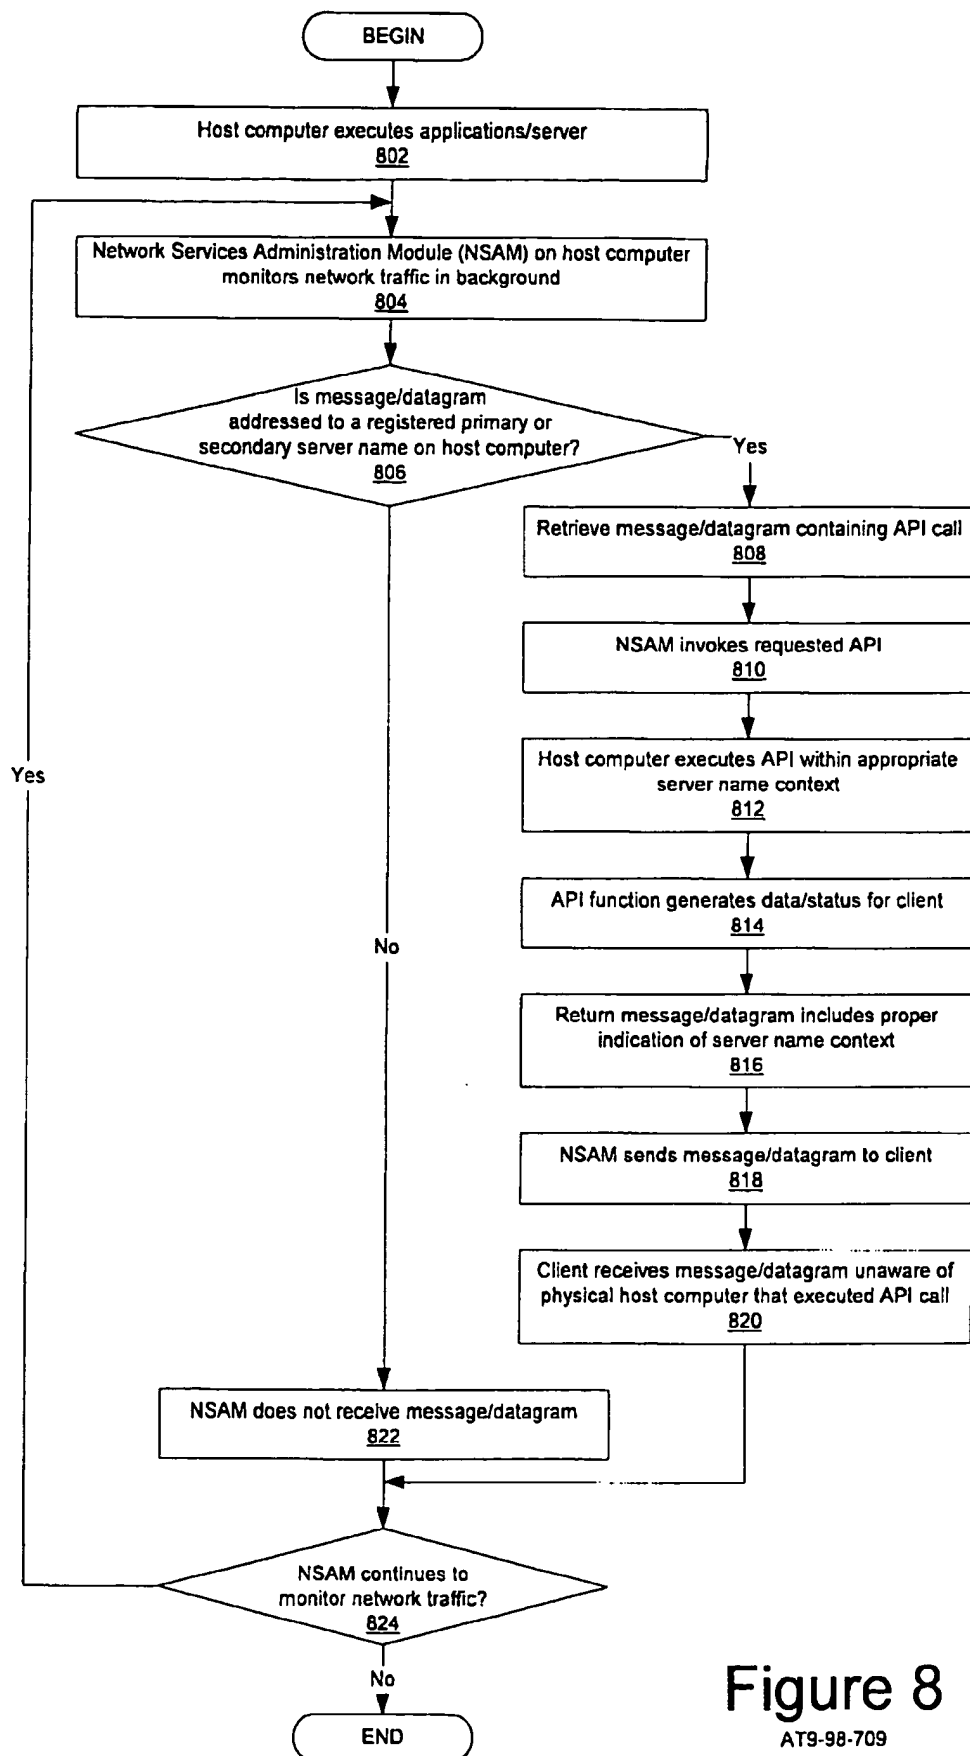 BEGIN
Host computer executes applications/server
802
Network Services Administration Module (NSAM) on host computer
monitors network traffic in background
804
Is message/datagram
addressed to a registered primary or
secondary server name on host computer?
806
Yes
Retrieve message/datagram containing API call
808
NSAM invokes requested API
810
Host computer executes API within appropriate
server name context
812
Yes
API function generates data/status for client
814
No
Return message/datagram includes proper
indication of server name context
816
NSAM sends message/datagram to client
818
Client receives message/datagram unaware of
physical host computer that executed API call
820
NSAM does not receive message/datagram
822
NSAM continues to
monitor network traffic?
824
No
END
Figure 8
AT9-98-709